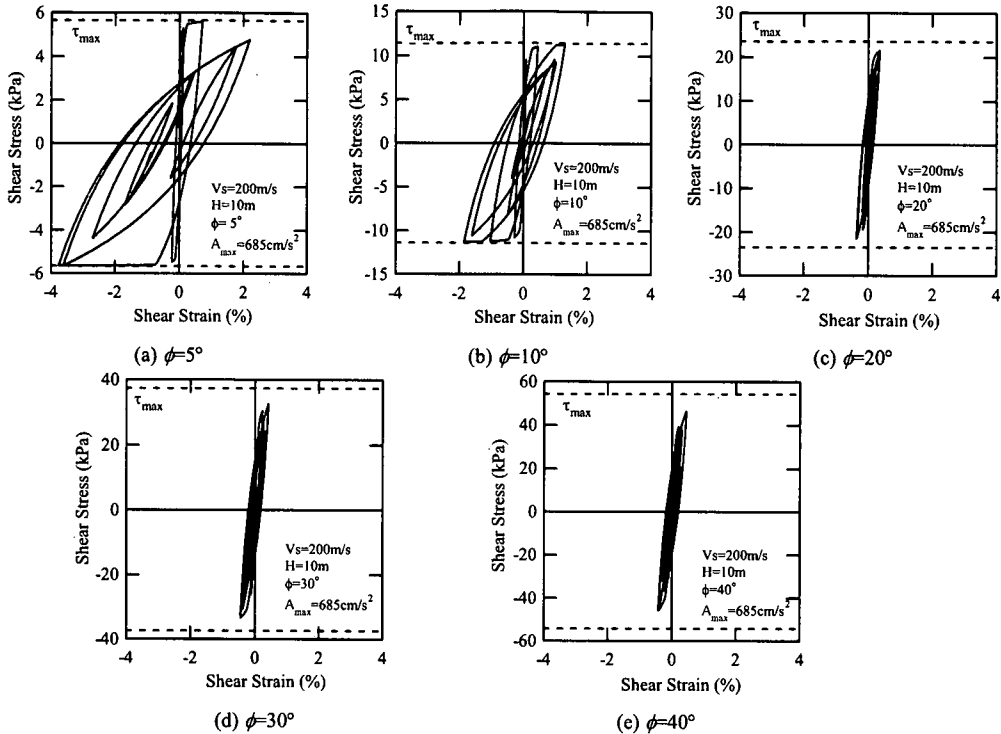 6
4
2
0
-2
-4
-6
-4 -2 0 2 4
τmax
Shear Stress (kPa)
Shear Strain (%)
Vs=200m/s
H=10m
ϕ= 5°
Amax=685cm/s²
(a) ϕ=5°
15
10
5
0
-5
-10
-15
-4 -2 0 2 4
τmax
Shear Stress (kPa)
Shear Strain (%)
Vs=200m/s
H=10m
ϕ=10°
Amax=685cm/s²
(b) ϕ=10°
30
20
10
0
-10
-20
-30
-4 -2 0 2 4
τmax
Shear Stress (kPa)
Shear Strain (%)
Vs=200m/s
H=10m
ϕ=20°
Amax=685cm/s²
(c) ϕ=20°
40
20
0
-20
-40
-4 -2 0 2 4
τmax
Shear Stress (kPa)
Shear Strain (%)
Vs=200m/s
H=10m
ϕ=30°
Amax=685cm/s²
(d) ϕ=30°
60
40
20
0
-20
-40
-60
-4 -2 0 2 4
τmax
Shear Stress (kPa)
Shear Strain (%)
Vs=200m/s
H=10m
ϕ=40°
Amax=685cm/s²
(e) ϕ=40°